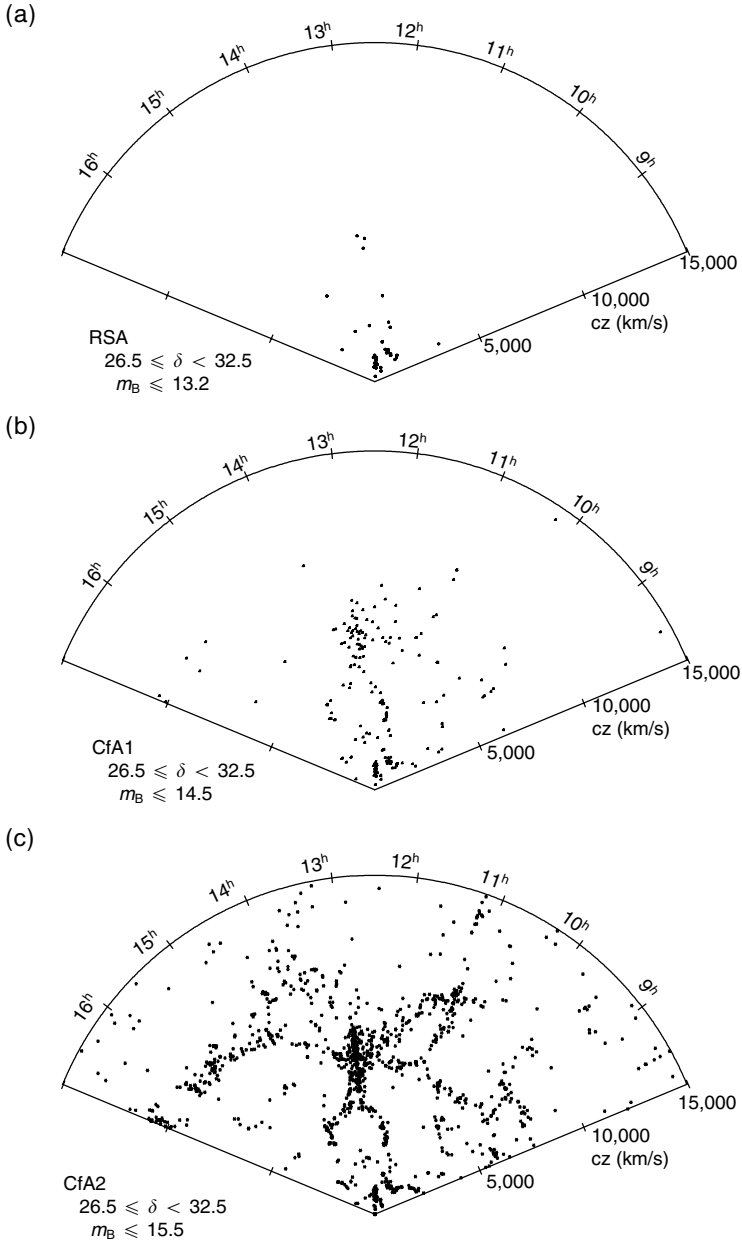 (a)
16ʰ 15ʰ 14ʰ 13ʰ 12ʰ 11ʰ 10ʰ 9ʰ
15,000
10,000
cz (km/s)
5,000
RSA
26.5 ⩽ δ < 32.5
m_B ⩽ 13.2
(b)
16ʰ 15ʰ 14ʰ 13ʰ 12ʰ 11ʰ 10ʰ 9ʰ
15,000
10,000
cz (km/s)
5,000
CfA1
26.5 ⩽ δ < 32.5
m_B ⩽ 14.5
(c)
16ʰ 15ʰ 14ʰ 13ʰ 12ʰ 11ʰ 10ʰ 9ʰ
15,000
10,000
cz (km/s)
5,000
CfA2
26.5 ⩽ δ < 32.5
m_B ⩽ 15.5